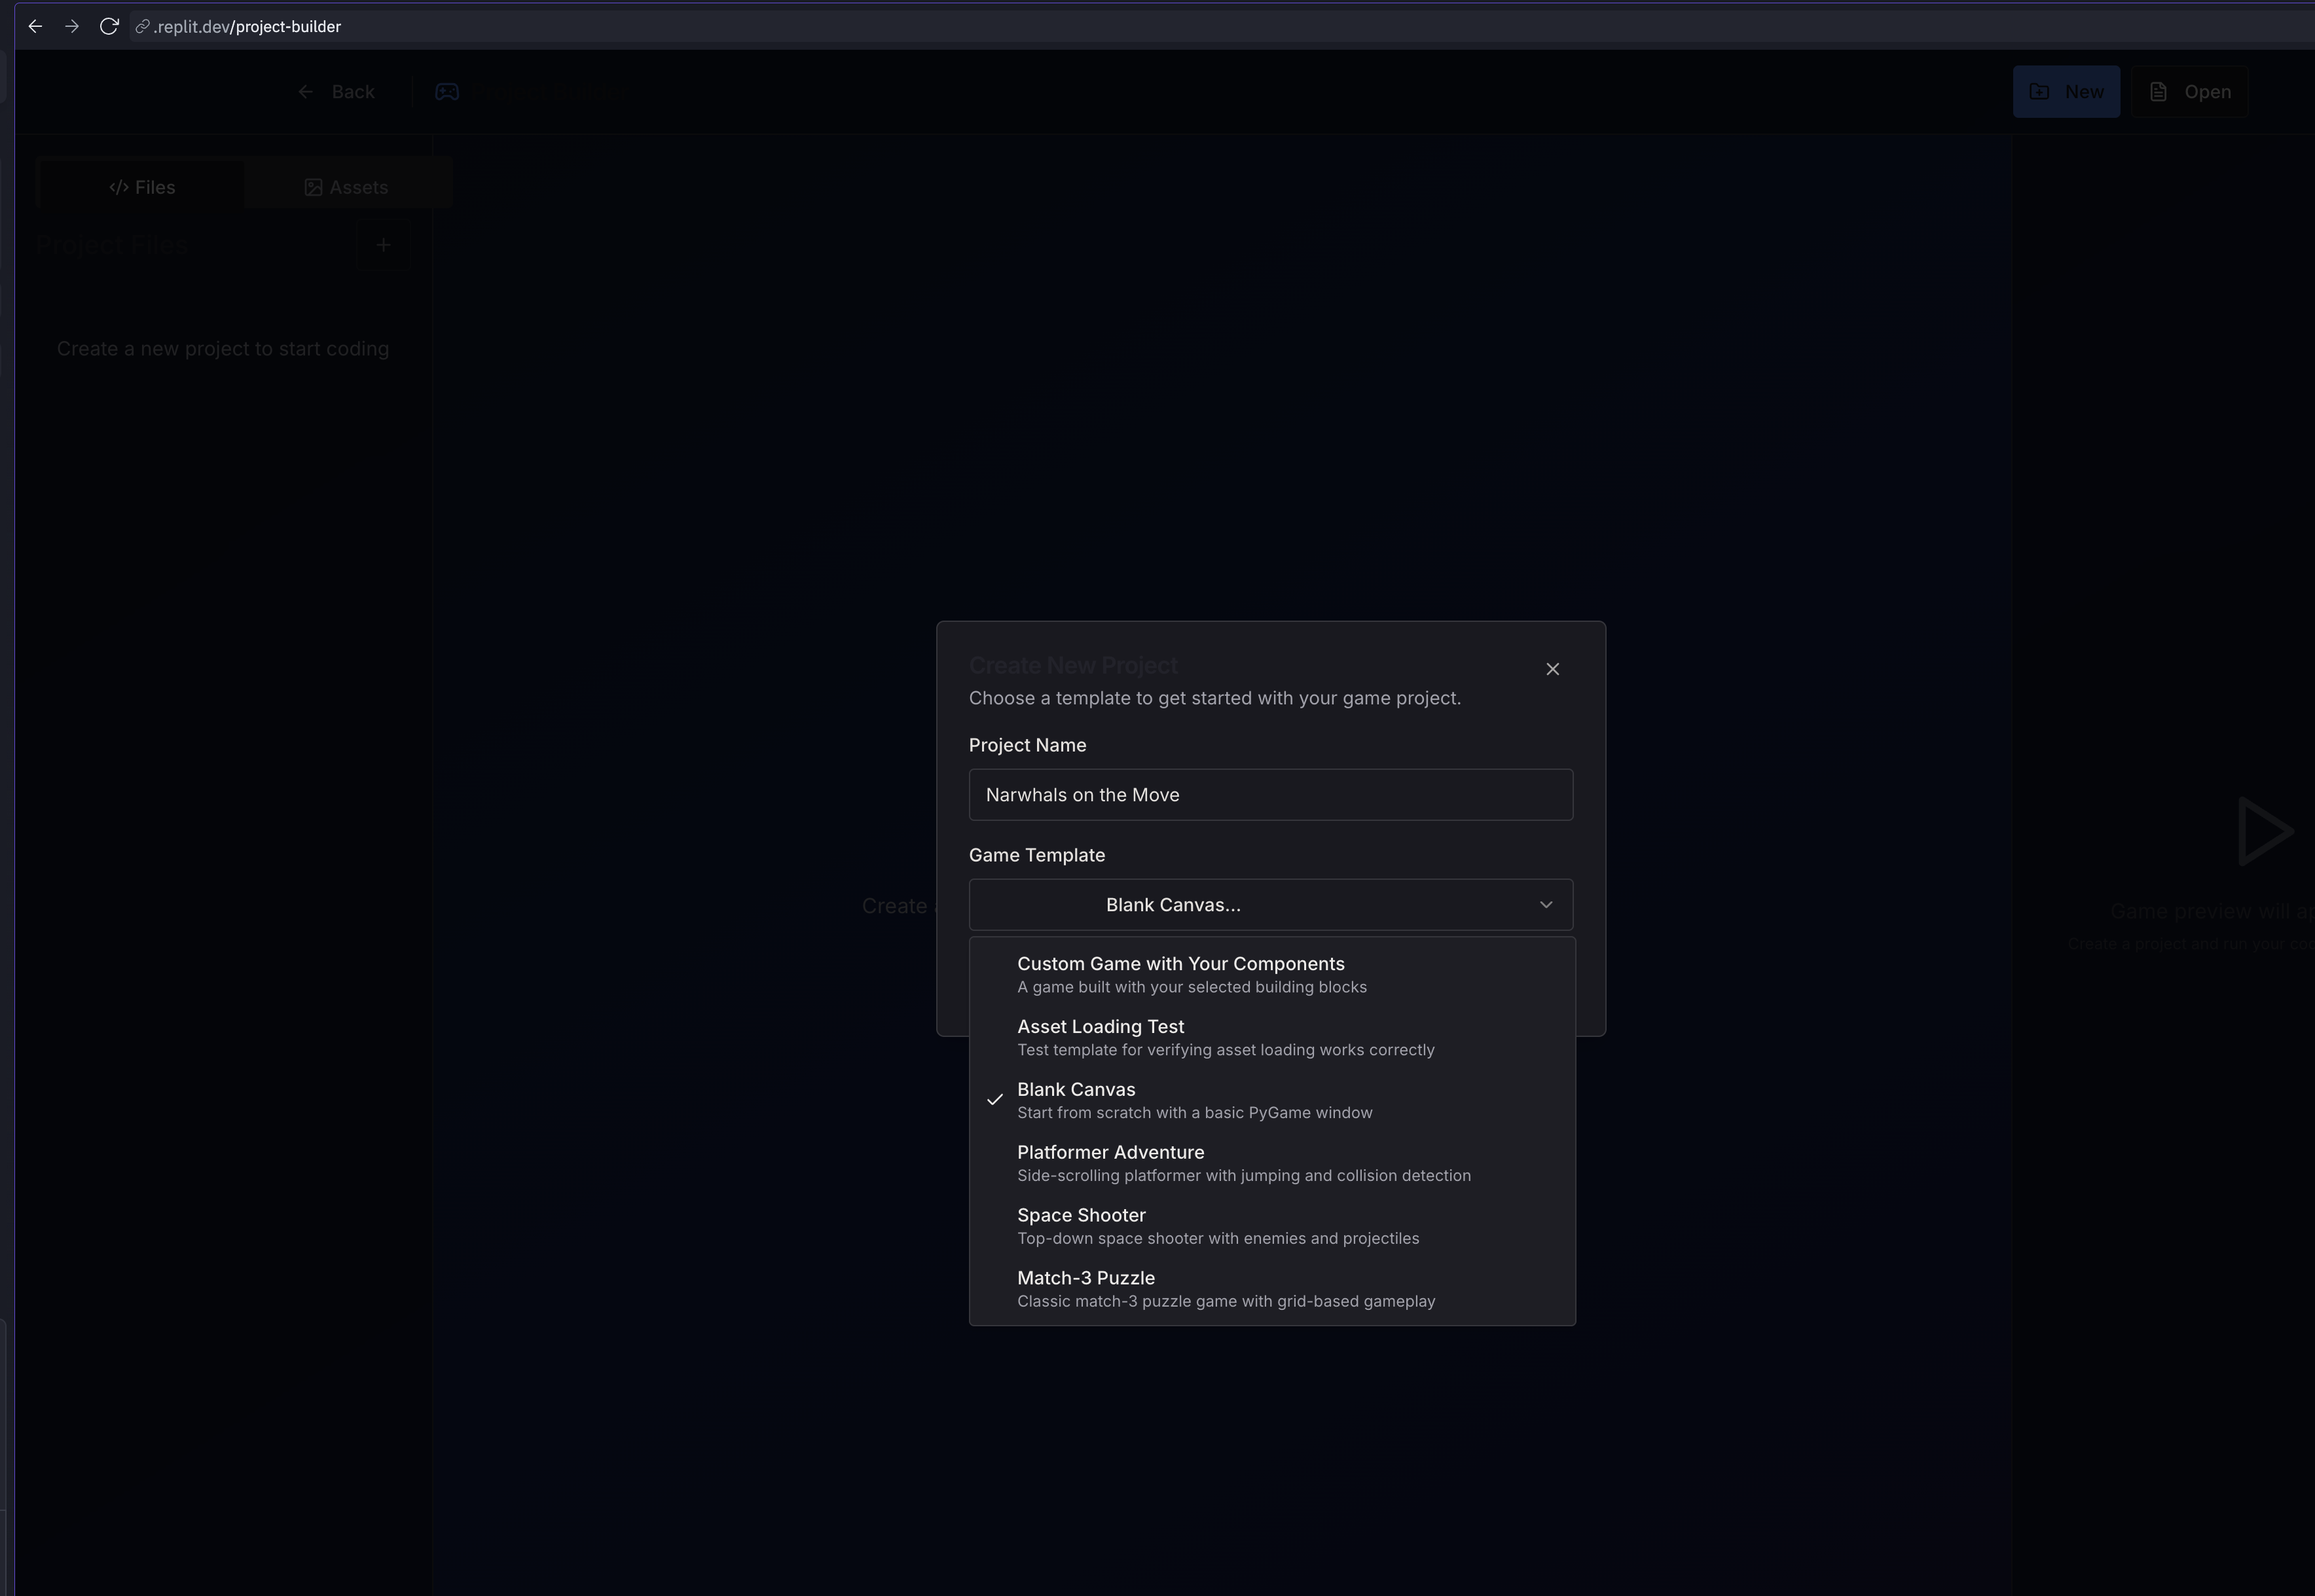 .replit.dev/project-builder
Back
New
Open
Files
Assets
Project Files
Create a new project to start coding
Create
Create New Project
Choose a template to get started with your game project.
Project Name
Narwhals on the Move
Game Template
Blank Canvas...
Custom Game with Your Components
A game built with your selected building blocks
Asset Loading Test
Test template for verifying asset loading works correctly
Blank Canvas
Start from scratch with a basic PyGame window
Platformer Adventure
Side-scrolling platformer with jumping and collision detection
Space Shooter
Top-down space shooter with enemies and projectiles
Match-3 Puzzle
Classic match-3 puzzle game with grid-based gameplay
Game preview will
Create a project and run your